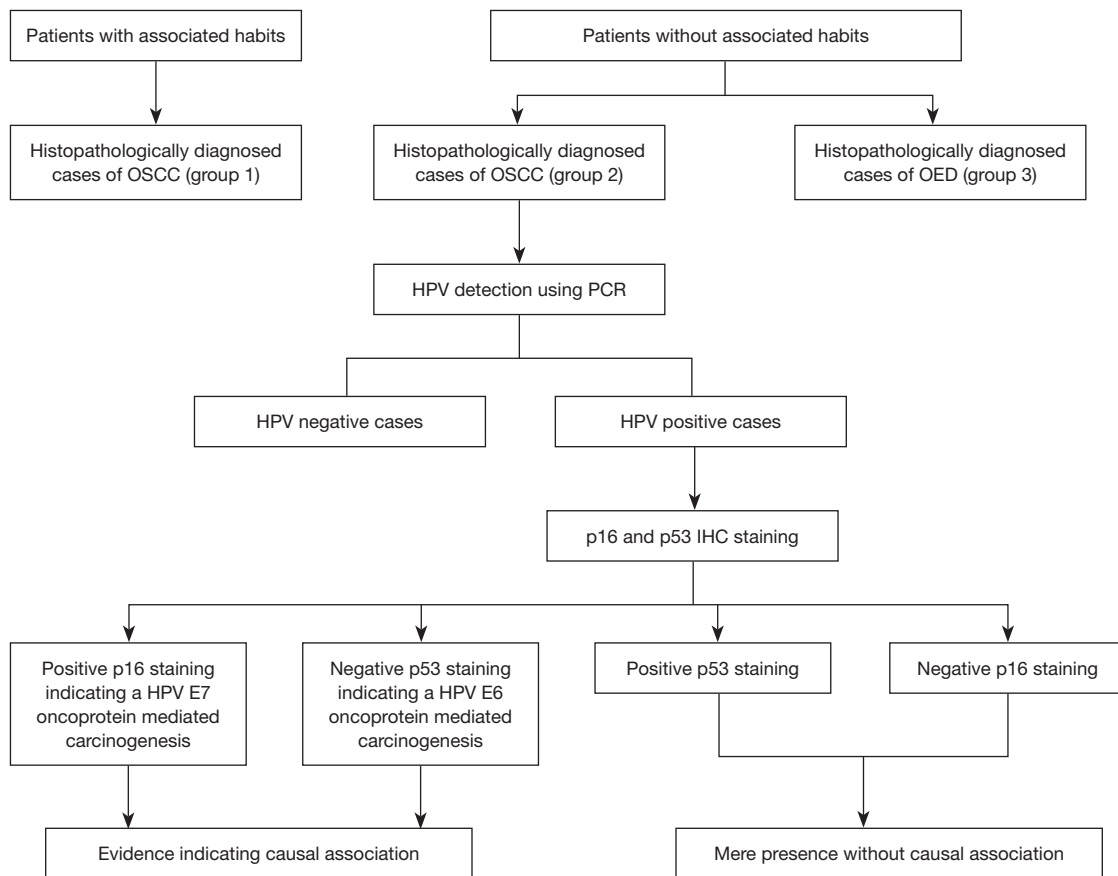 Patients with associated habits
Patients without associated habits
Histopathologically diagnosed
cases of OSCC (group 1)
Histopathologically diagnosed
cases of OSCC (group 2)
Histopathologically diagnosed
cases of OED (group 3)
HPV detection using PCR
HPV negative cases
HPV positive cases
p16 and p53 IHC staining
Positive p16 staining
indicating a HPV E7
oncoprotein mediated
carcinogenesis
Negative p53 staining
indicating a HPV E6
oncoprotein mediated
carcinogenesis
Positive p53 staining
Negative p16 staining
Evidence indicating causal association
Mere presence without causal association